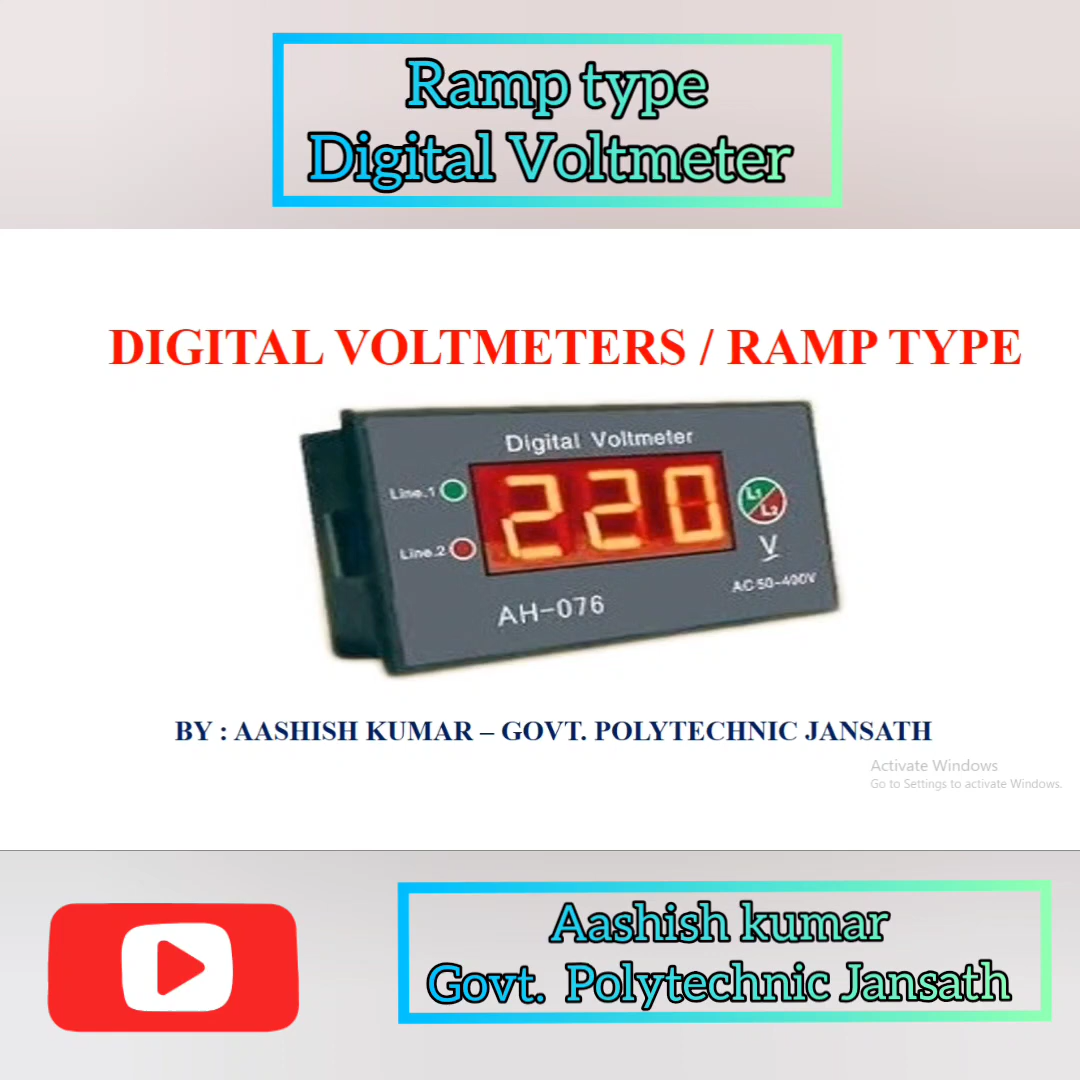 Ramp type
Digital Voltmeter
DIGITAL VOLTMETERS / RAMP TYPE
Digital Voltmeter
Line.1
220
L1
L2
Line.2
V
AC 50-400V
AH-076
BY : AASHISH KUMAR – GOVT. POLYTECHNIC JANSATH
Activate Windows
Go to Settings to activate Windows.
Aashish kumar
Govt. Polytechnic Jansath